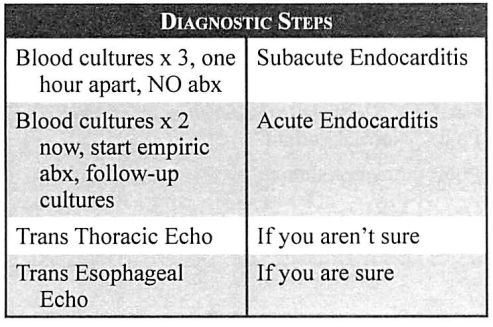 DIAGNOSTIC STEPS
Blood cultures x 3, one
hour apart, NO abx
Subacute Endocarditis
Blood cultures x 2
now, start empiric
abx, follow-up
cultures
Acute Endocarditis
Trans Thoracic Echo
If you aren't sure
Trans Esophageal
Echo
If you are sure